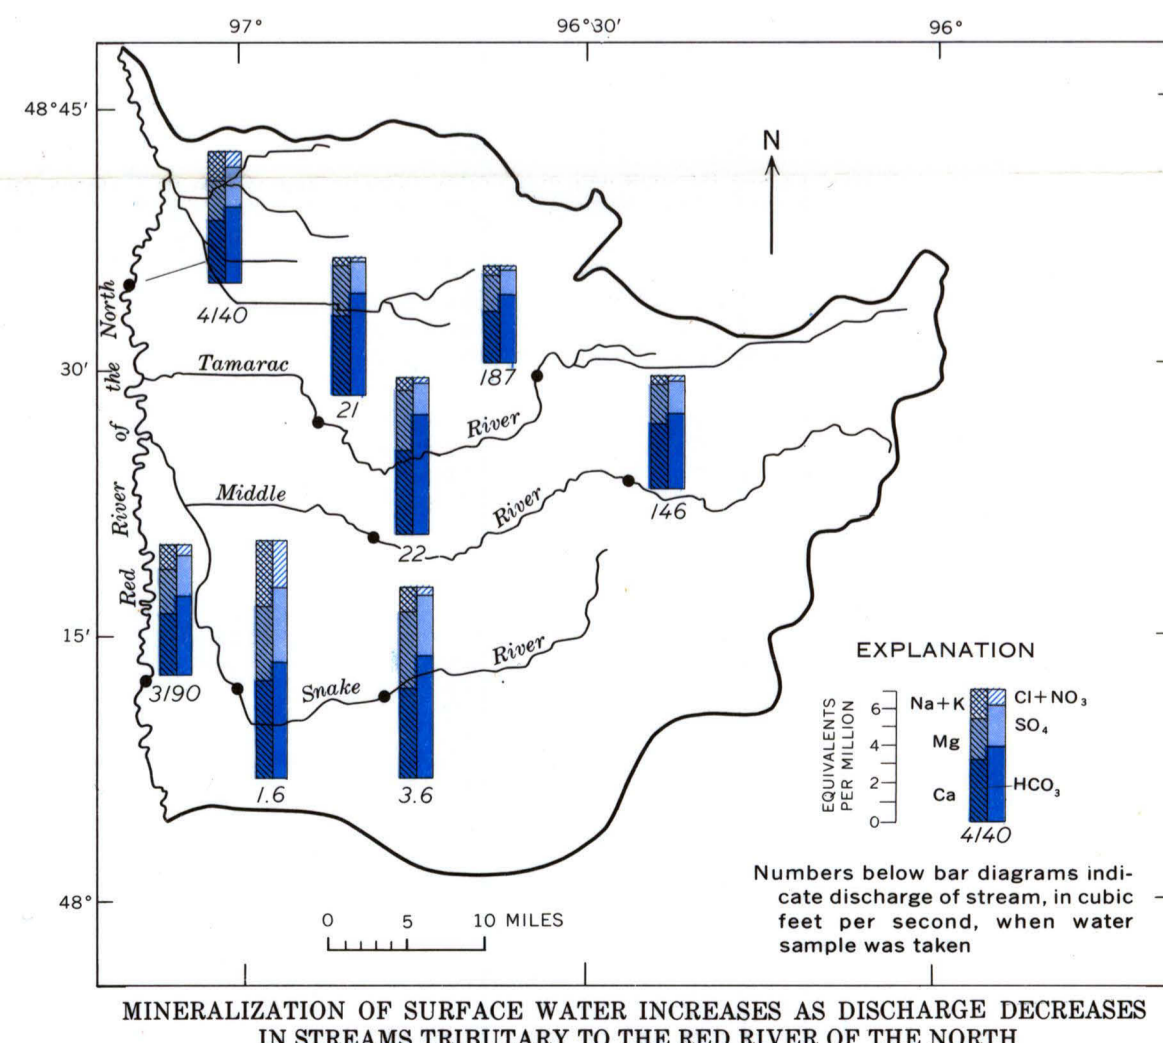 97°
96°30′
96°
48°45′
N
4140
30′
Tamarac
River
187
21
Middle
River
146
22
Red River of the North
15′
3190
Snake
River
1.6
3.6
EXPLANATION
EQUIVALENTS
PER MILLION
6
4
2
0
Na+K
Cl+NO₃
SO₄
Mg
HCO₃
Ca
4140
48°
0 5 10 MILES
Numbers below bar diagrams indi-
cate discharge of stream, in cubic
feet per second, when water
sample was taken
MINERALIZATION OF SURFACE WATER INCREASES AS DISCHARGE DECREASES
IN STREAMS TRIBUTARY TO THE RED RIVER OF THE NORTH